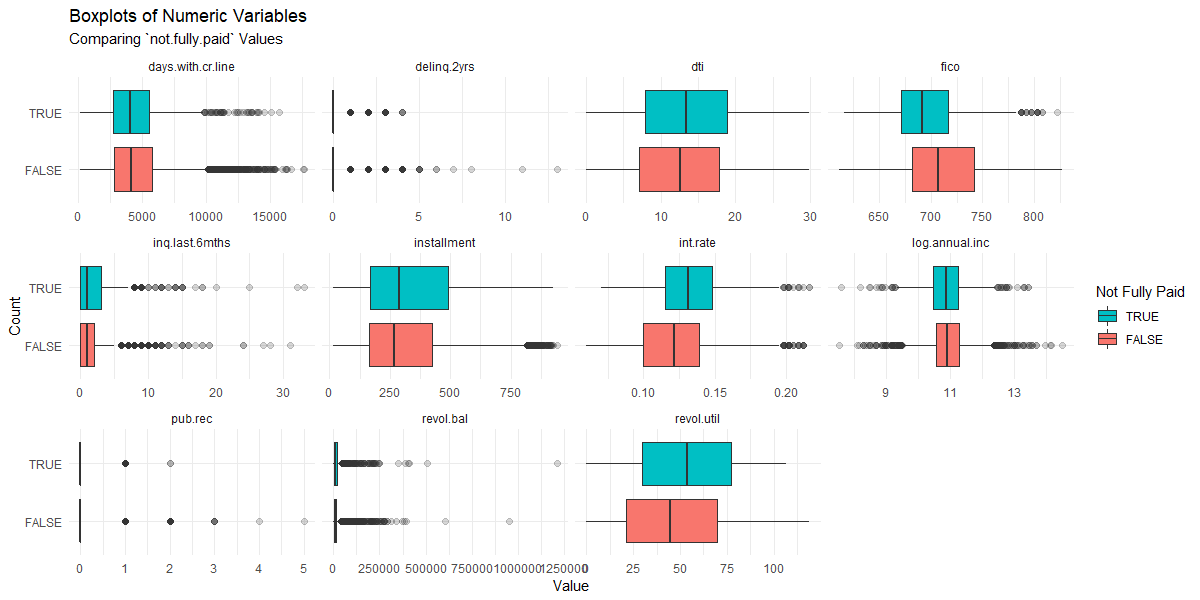 Boxplots of Numeric Variables
Comparing `not.fully.paid` Values
days.with.cr.line delinq.2yrs dti fico
TRUE
FALSE
0 5000 10000 15000 0 5 10 0 10 20 30 650 700 750 800
inq.last.6mths installment int.rate log.annual.inc
TRUE
FALSE
0 10 20 30 0 250 500 750 0.10 0.15 0.20 9 11 13
pub.rec revol.bal revol.util
TRUE
FALSE
0 1 2 3 4 5 0 250000 500000 750000 1000000 1250000 0 25 50 75 100
Value
Count
Not Fully Paid
TRUE
FALSE